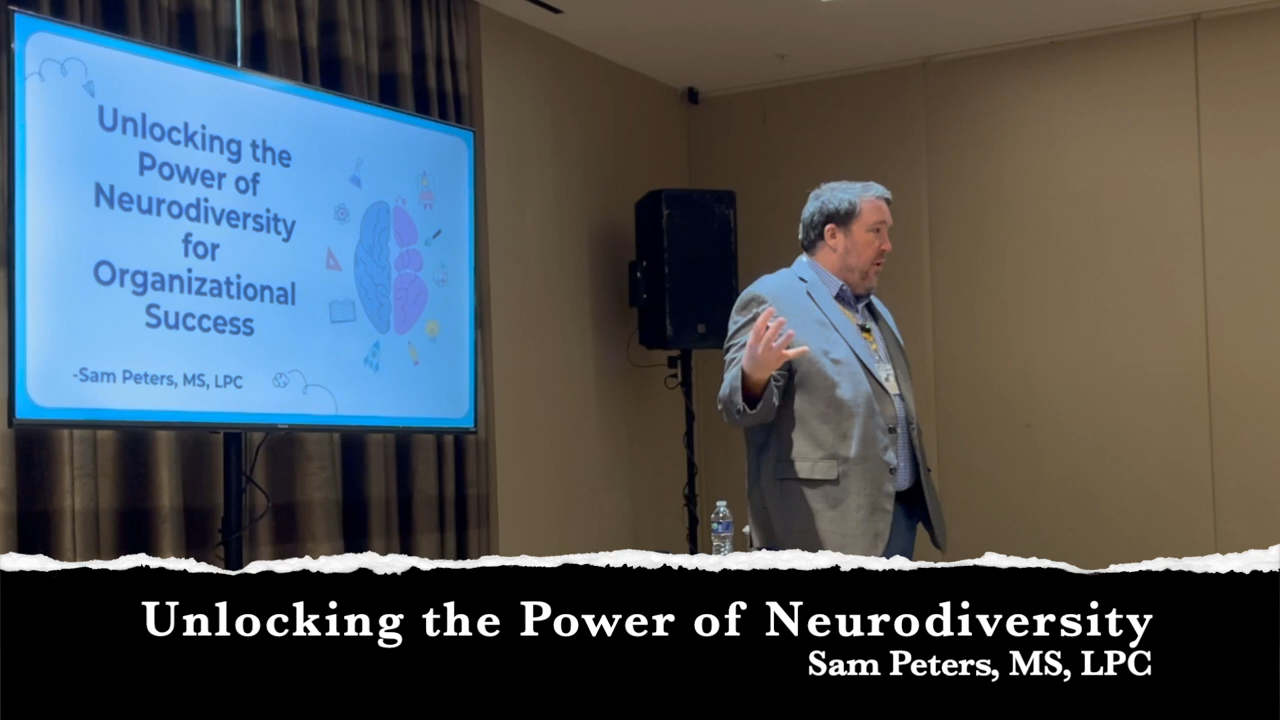 Unlocking the
Power of
Neurodiversity
for
Organizational
Success
-Sam Peters, MS, LPC
Unlocking the Power of Neurodiversity
Sam Peters, MS, LPC